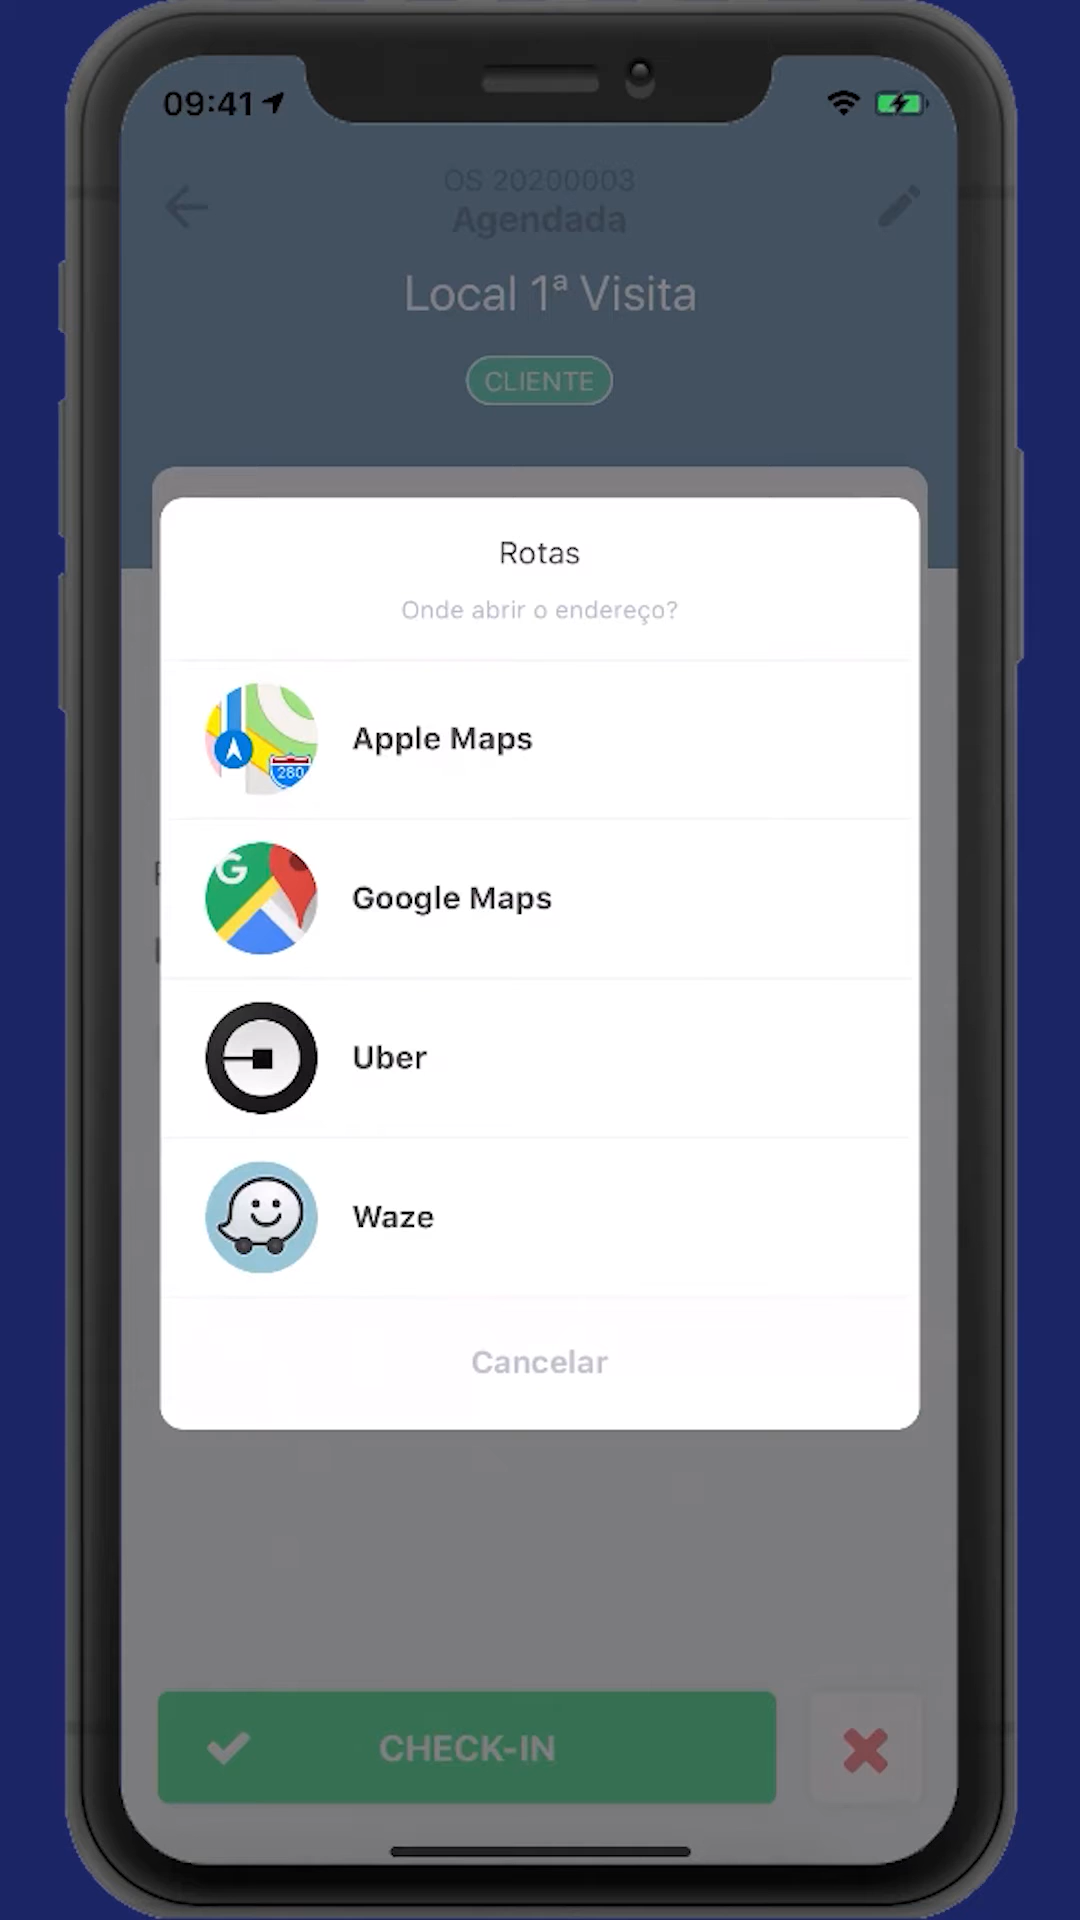 09:41
OS 20200003
Agendada
Local 1ª Visita
CLIENTE
Rotas
Onde abrir o endereço?
280
Apple Maps
G
Google Maps
Uber
Waze
Cancelar
CHECK-IN